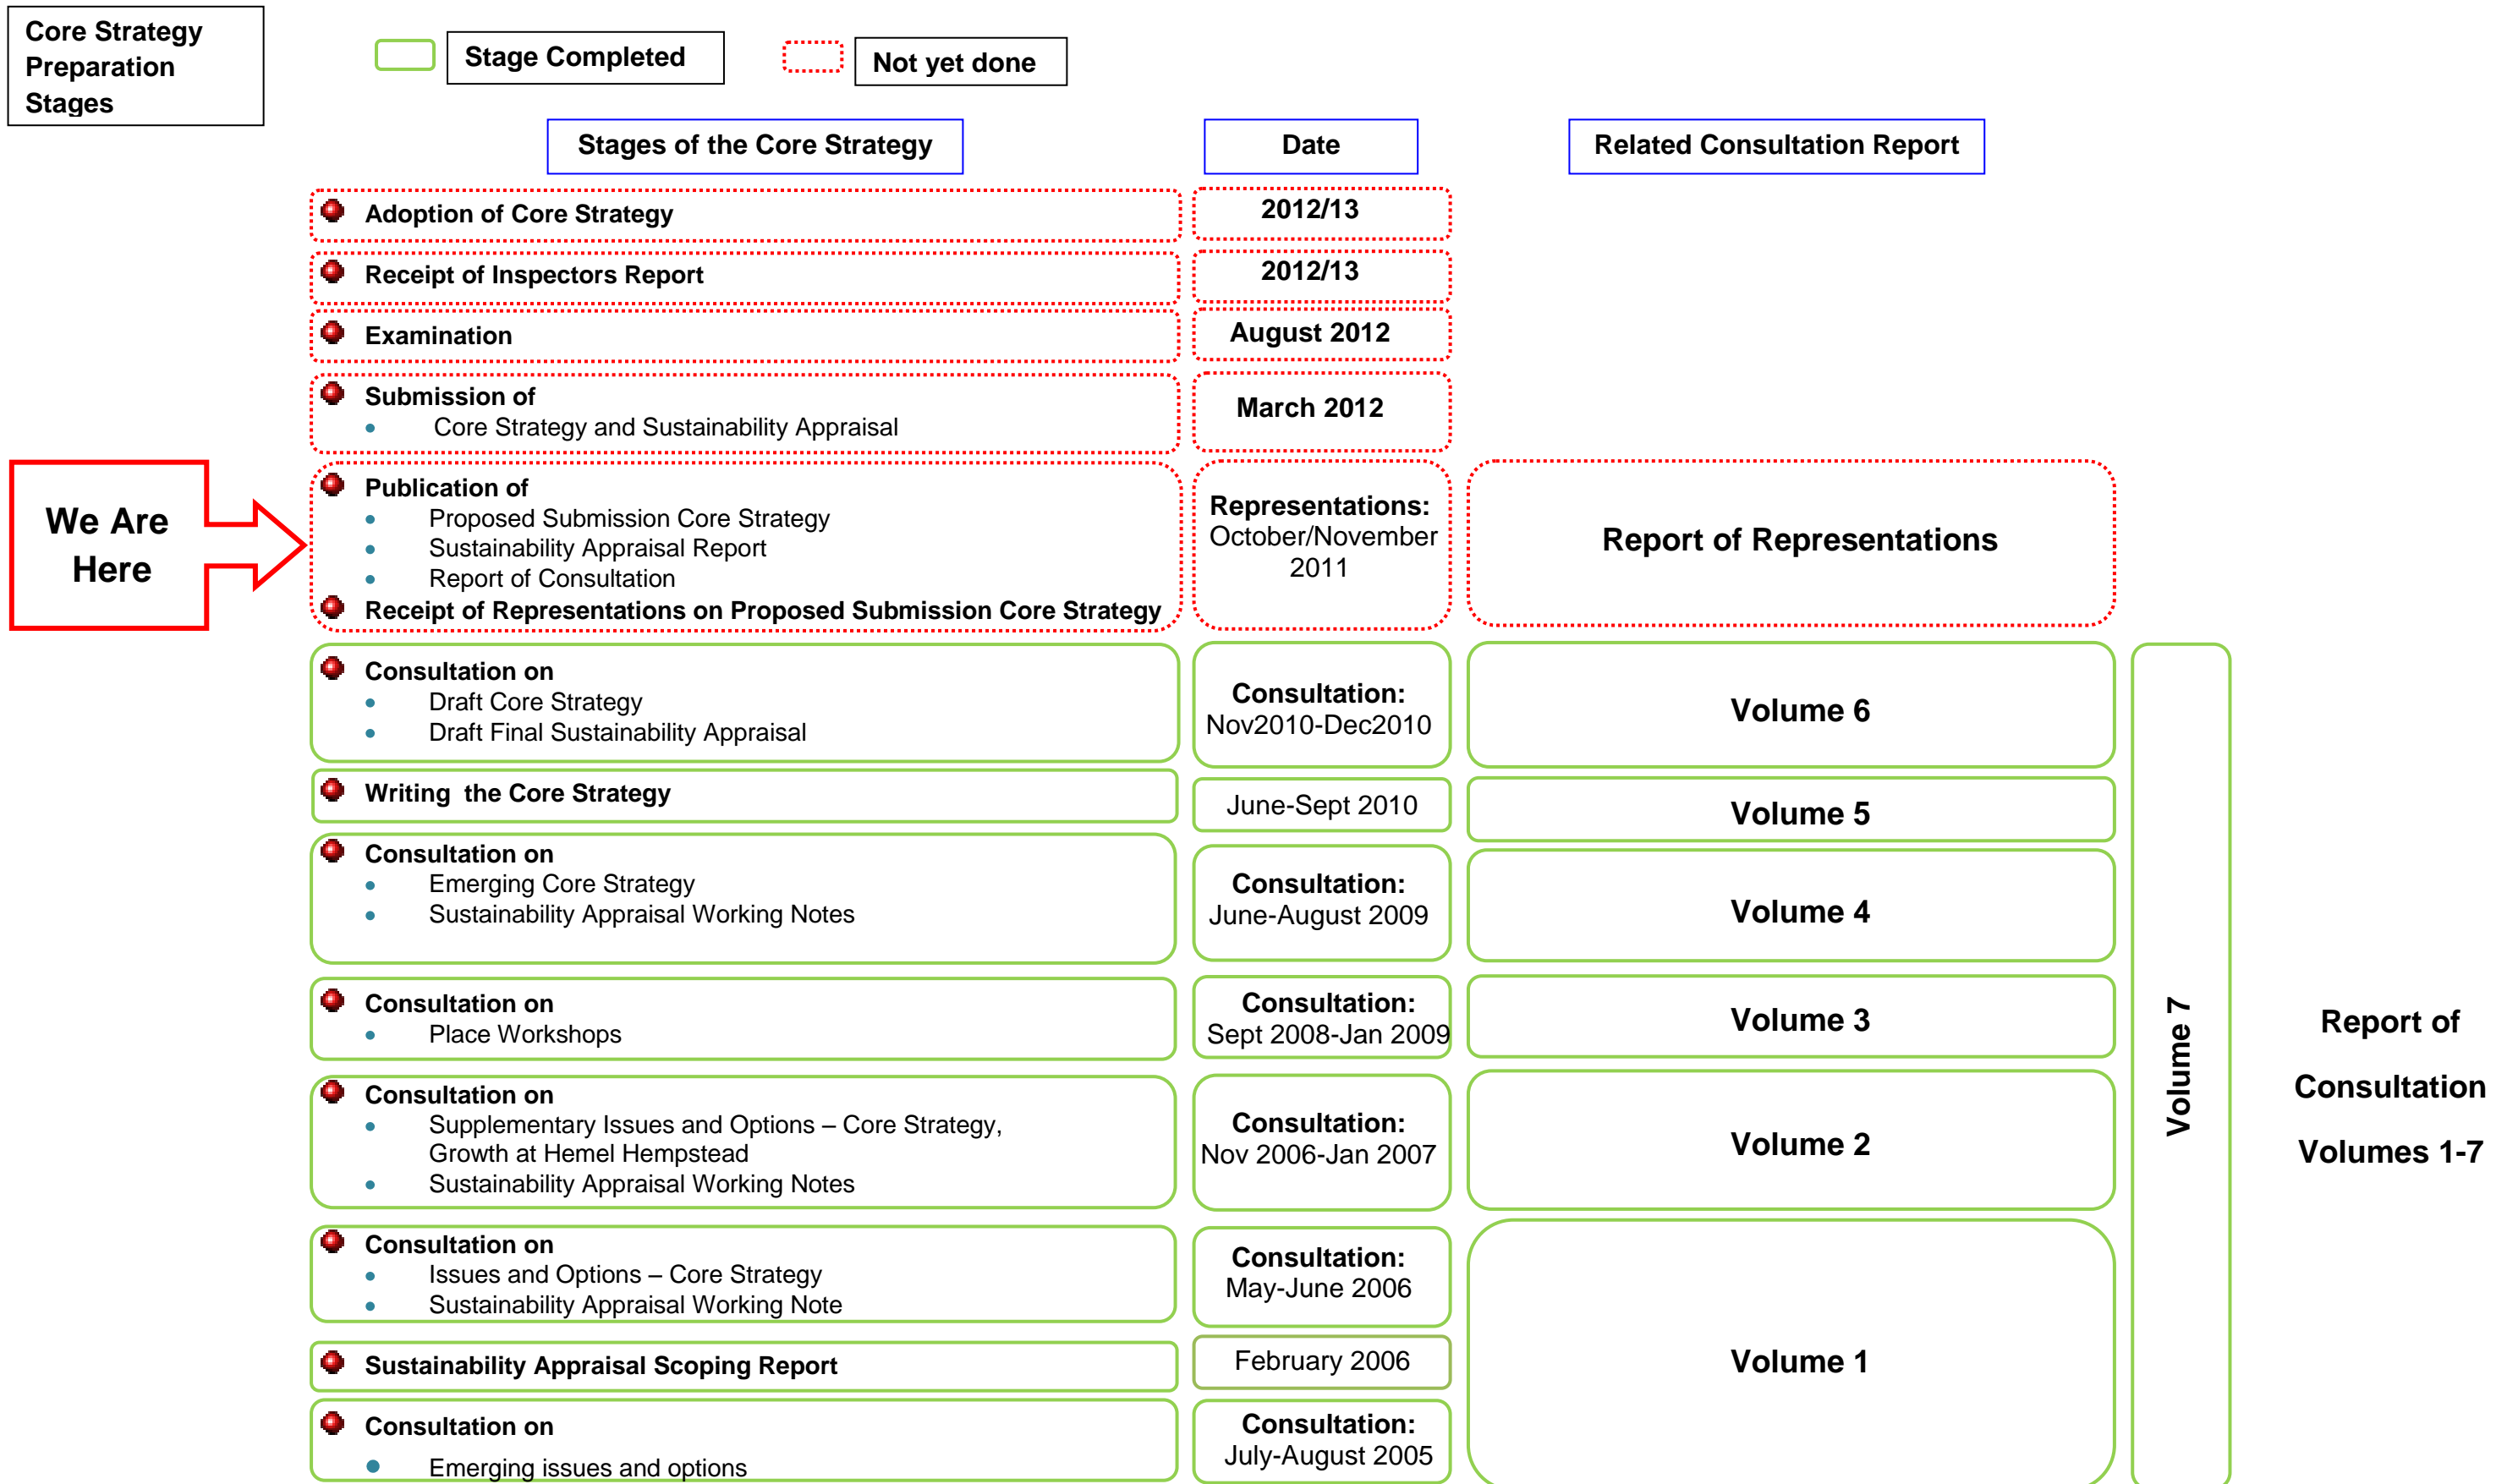 Core Strategy
Preparation
Stages
Stage Completed
Not yet done
Stages of the Core Strategy
Date
Related Consultation Report
Adoption of Core Strategy
2012/13
Receipt of Inspectors Report
2012/13
Examination
August 2012
Submission of
Core Strategy and Sustainability Appraisal
March 2012
We Are
Here
Publication of
Proposed Submission Core Strategy
Sustainability Appraisal Report
Report of Consultation
Receipt of Representations on Proposed Submission Core Strategy
Representations:
October/November
2011
Report of Representations
Consultation on
Draft Core Strategy
Draft Final Sustainability Appraisal
Consultation:
Nov2010-Dec2010
Volume 6
Writing the Core Strategy
June-Sept 2010
Volume 5
Consultation on
Emerging Core Strategy
Sustainability Appraisal Working Notes
Consultation:
June-August 2009
Volume 4
Consultation on
Place Workshops
Consultation:
Sept 2008-Jan 2009
Volume 3
Consultation on
Supplementary Issues and Options – Core Strategy,
Growth at Hemel Hempstead
Sustainability Appraisal Working Notes
Consultation:
Nov 2006-Jan 2007
Volume 2
Consultation on
Issues and Options – Core Strategy
Sustainability Appraisal Working Note
Consultation:
May-June 2006
Sustainability Appraisal Scoping Report
February 2006
Volume 1
Consultation on
Emerging issues and options
Consultation:
July-August 2005
Volume 7
Report of
Consultation
Volumes 1-7